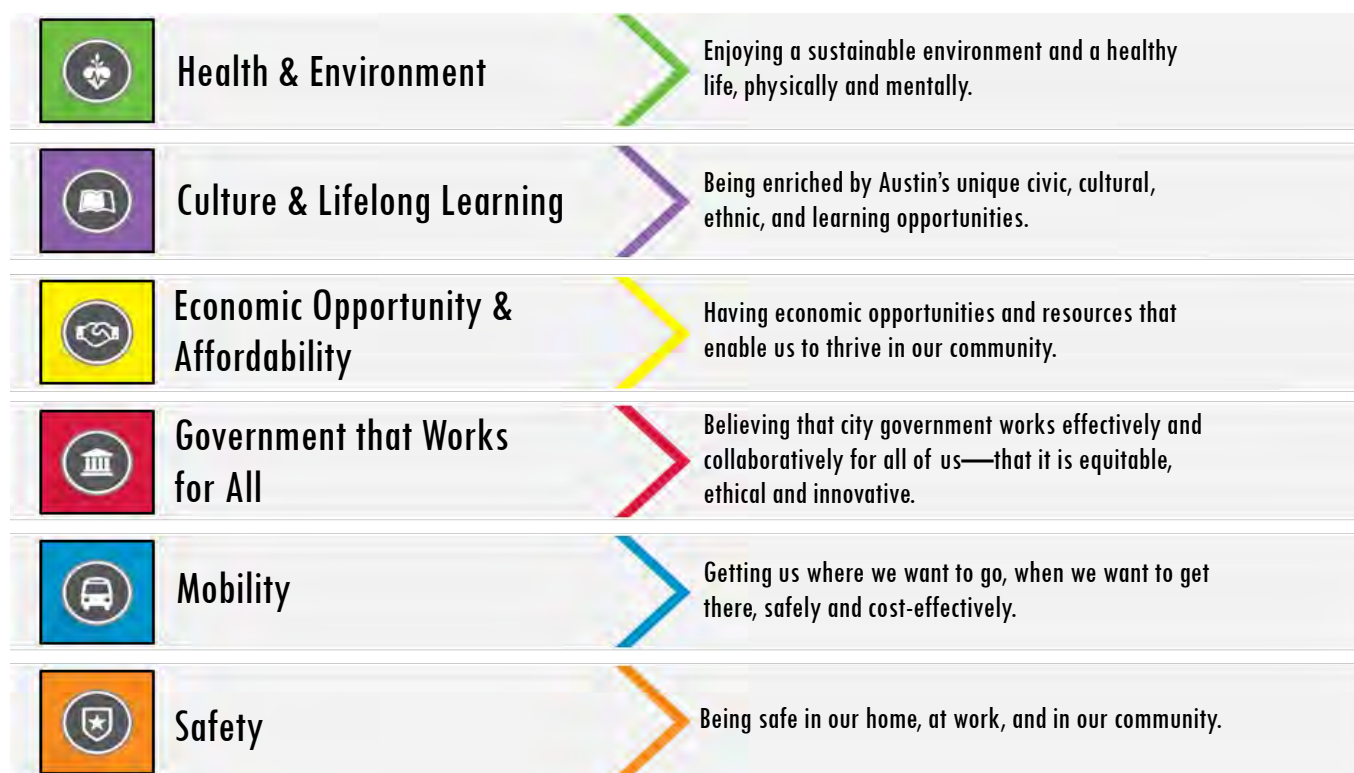 Health & Environment
Enjoying a sustainable environment and a healthy
life, physically and mentally.
Culture & Lifelong Learning
Being enriched by Austin’s unique civic, cultural,
ethnic, and learning opportunities.
Economic Opportunity &
Affordability
Having economic opportunities and resources that
enable us to thrive in our community.
Government that Works
for All
Believing that city government works effectively and
collaboratively for all of us—that it is equitable,
ethical and innovative.
Mobility
Getting us where we want to go, when we want to get
there, safely and cost-effectively.
Safety
Being safe in our home, at work, and in our community.